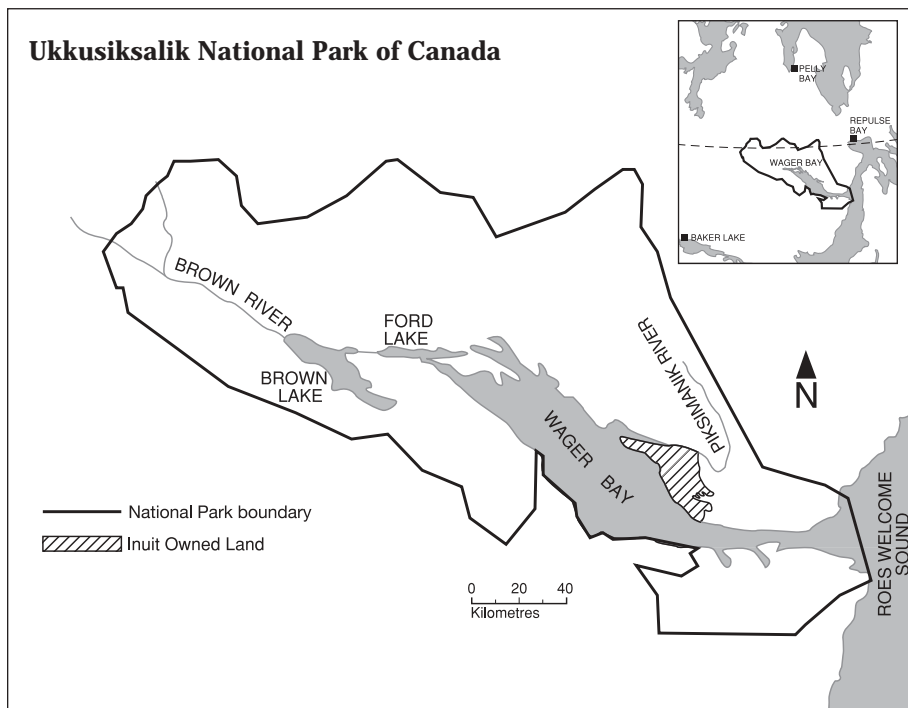 Ukkusiksalik National Park of Canada
PELLY
BAY
REPULSE
BAY
WAGER BAY
BAKER LAKE
BROWN RIVER
FORD
LAKE
BROWN
LAKE
PIKSIMANIK RIVER
N
WAGER BAY
ROES WELCOME
SOUND
National Park boundary
Inuit Owned Land
0 20 40
Kilometres